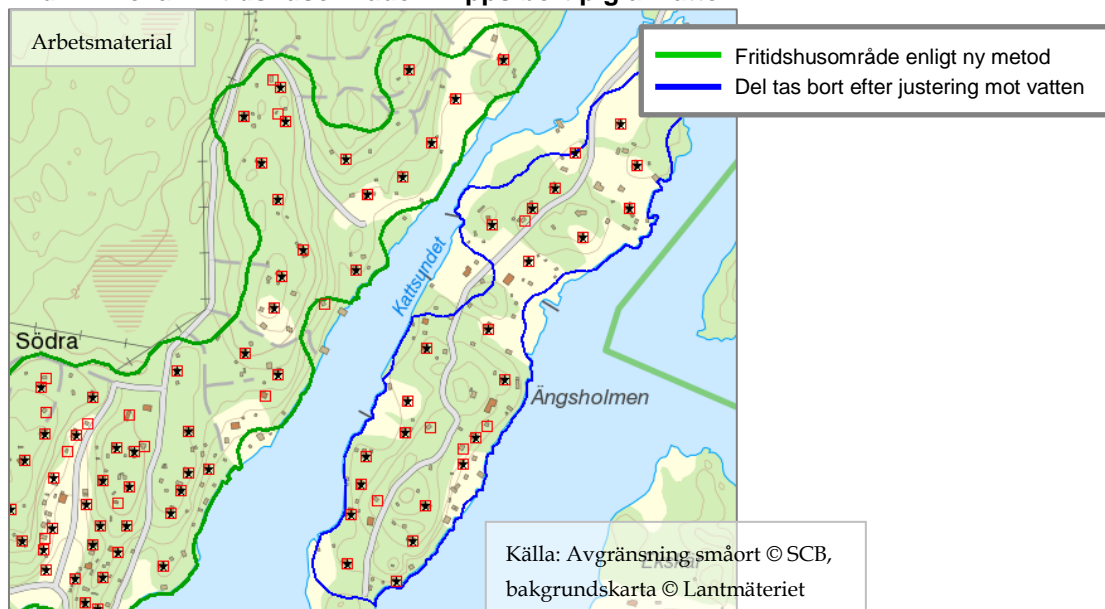 Arbetsmaterial
Fritidshusområde enligt ny metod
Del tas bort efter justering mot vatten
Kattsundet
Södra
Ängsholmen
Källa: Avgränsning småort © SCB,
bakgrundskarta © Lantmäteriet